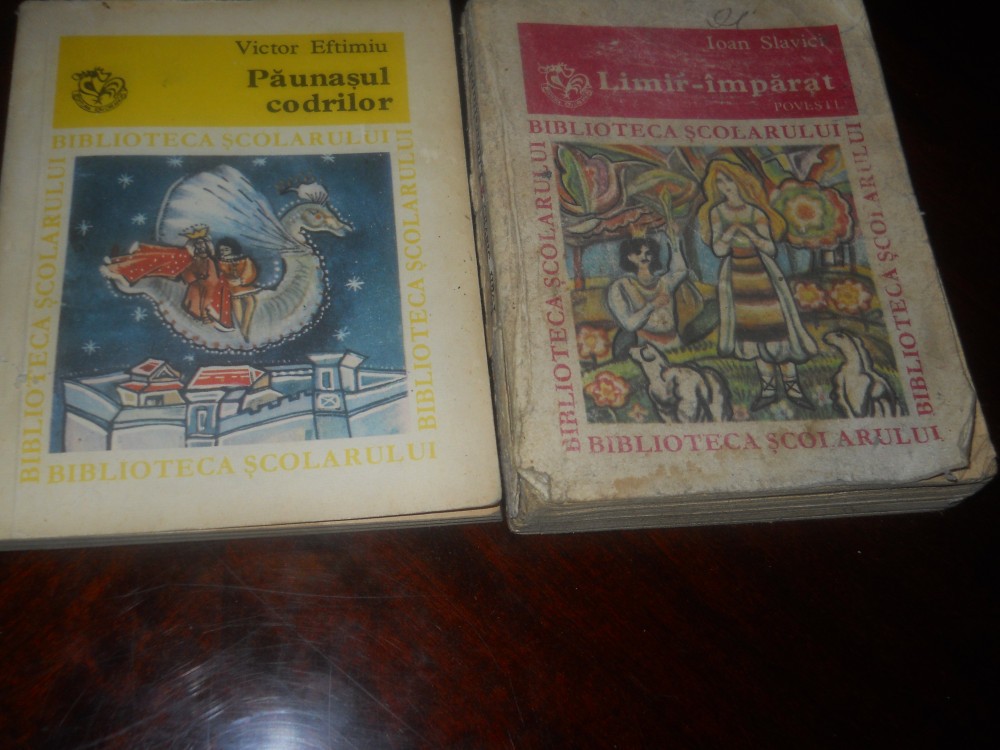 Victor Eftimiu
Păunașul
codrilor
BIBLIOTECA ȘCOLARULUI
BIBLIOTECA ȘCOLARULUI
BIBLIOTECA ȘCOLARULUI
BIBLIOTECA ȘCOLARULUI
Ioan Slavici
Limir-împărat
POVEȘTI
BIBLIOTECA ȘCOLARULUI
BIBLIOTECA ȘCOLARULUI
BIBLIOTECA ȘCOLARULUI
BIBLIOTECA ȘCOLARULUI